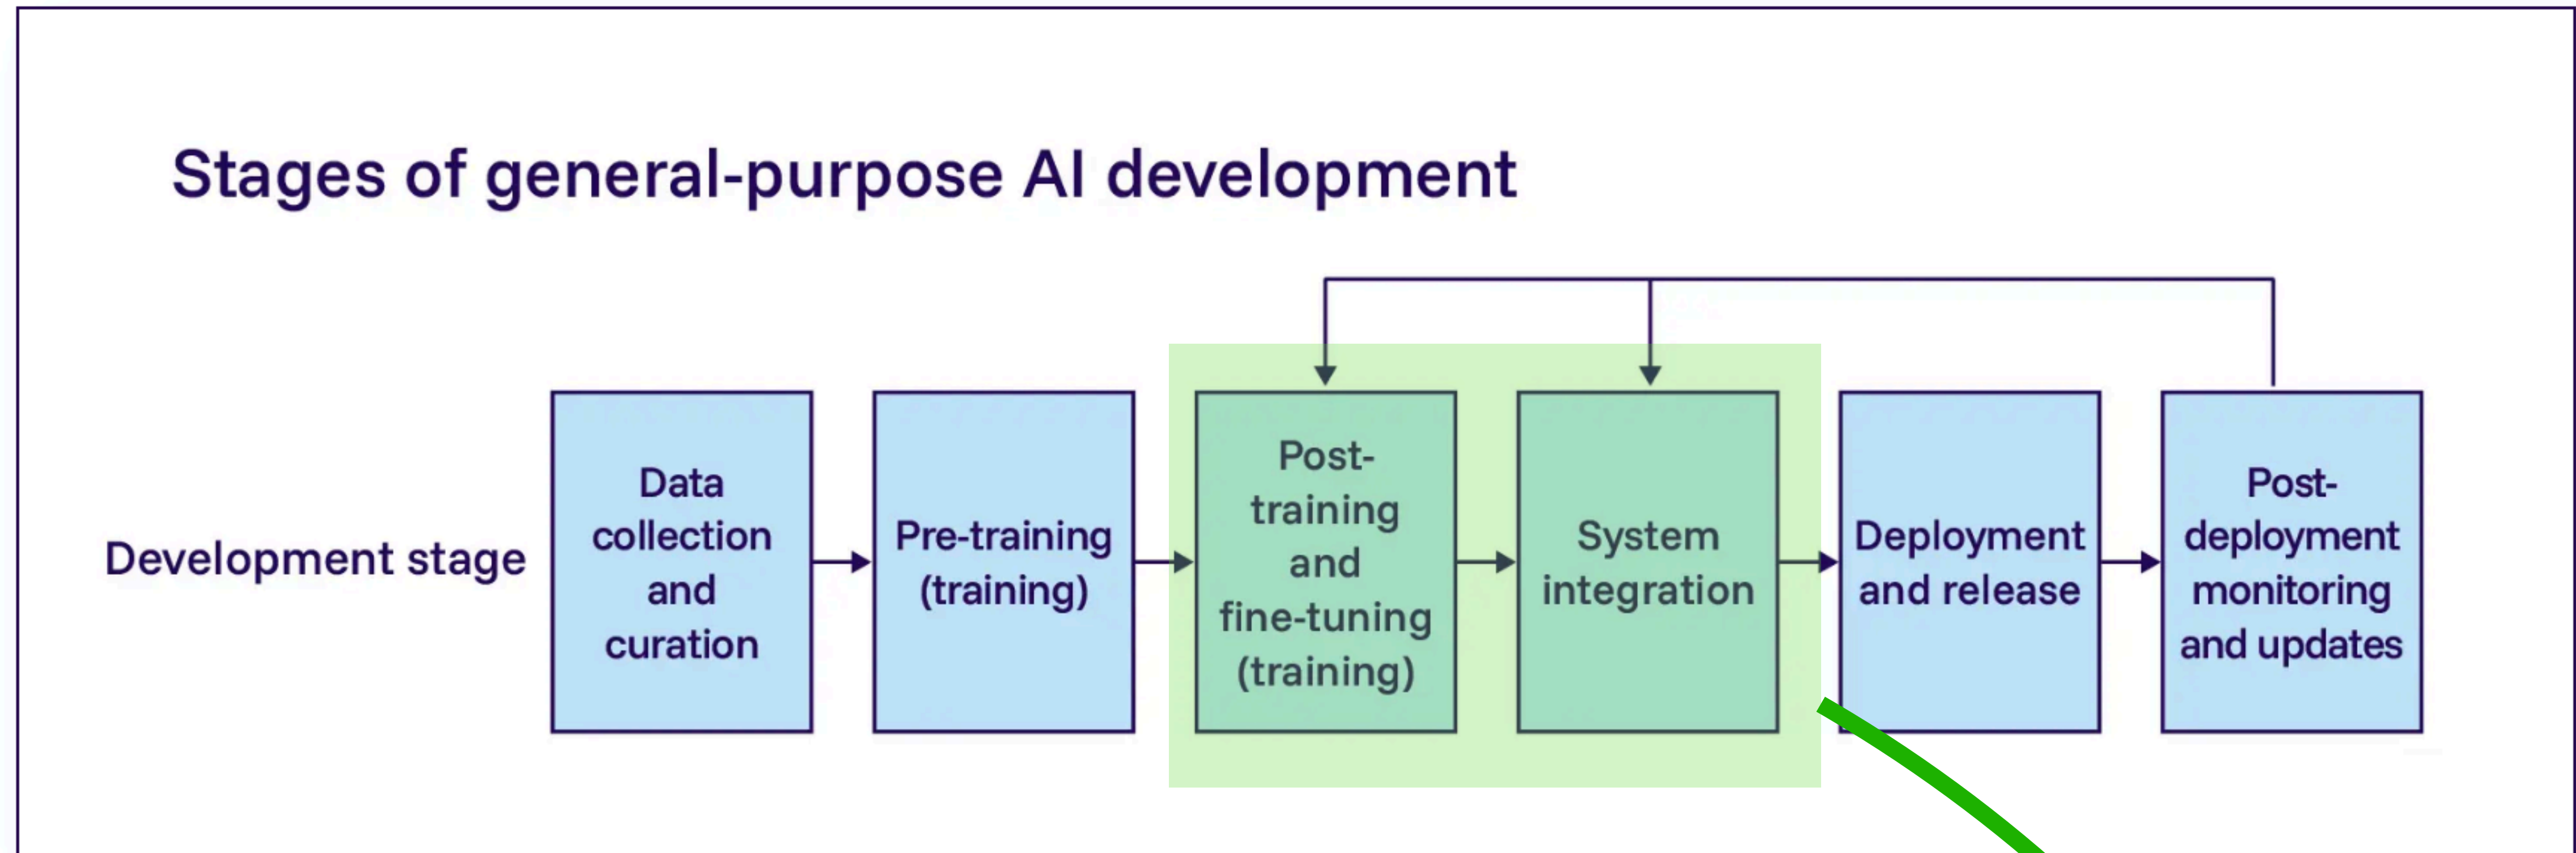 Stages of general-purpose AI development
Development stage
Data
collection
and
curation
Pre-training
(training)
Post-
training
and
fine-tuning
(training)
System
integration
Deployment
and release
Post-
deployment
monitoring
and updates